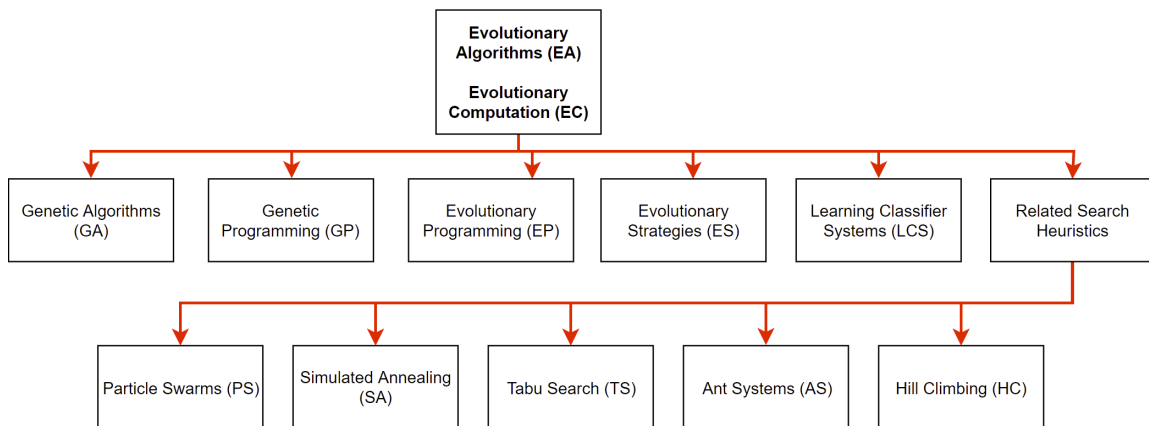 Evolutionary
Algorithms (EA)
Evolutionary
Computation (EC)
Genetic Algorithms
(GA)
Genetic
Programming (GP)
Evolutionary
Programming (EP)
Evolutionary
Strategies (ES)
Learning Classifier
Systems (LCS)
Related Search
Heuristics
Particle Swarms (PS)
Simulated Annealing
(SA)
Tabu Search (TS)
Ant Systems (AS)
Hill Climbing (HC)